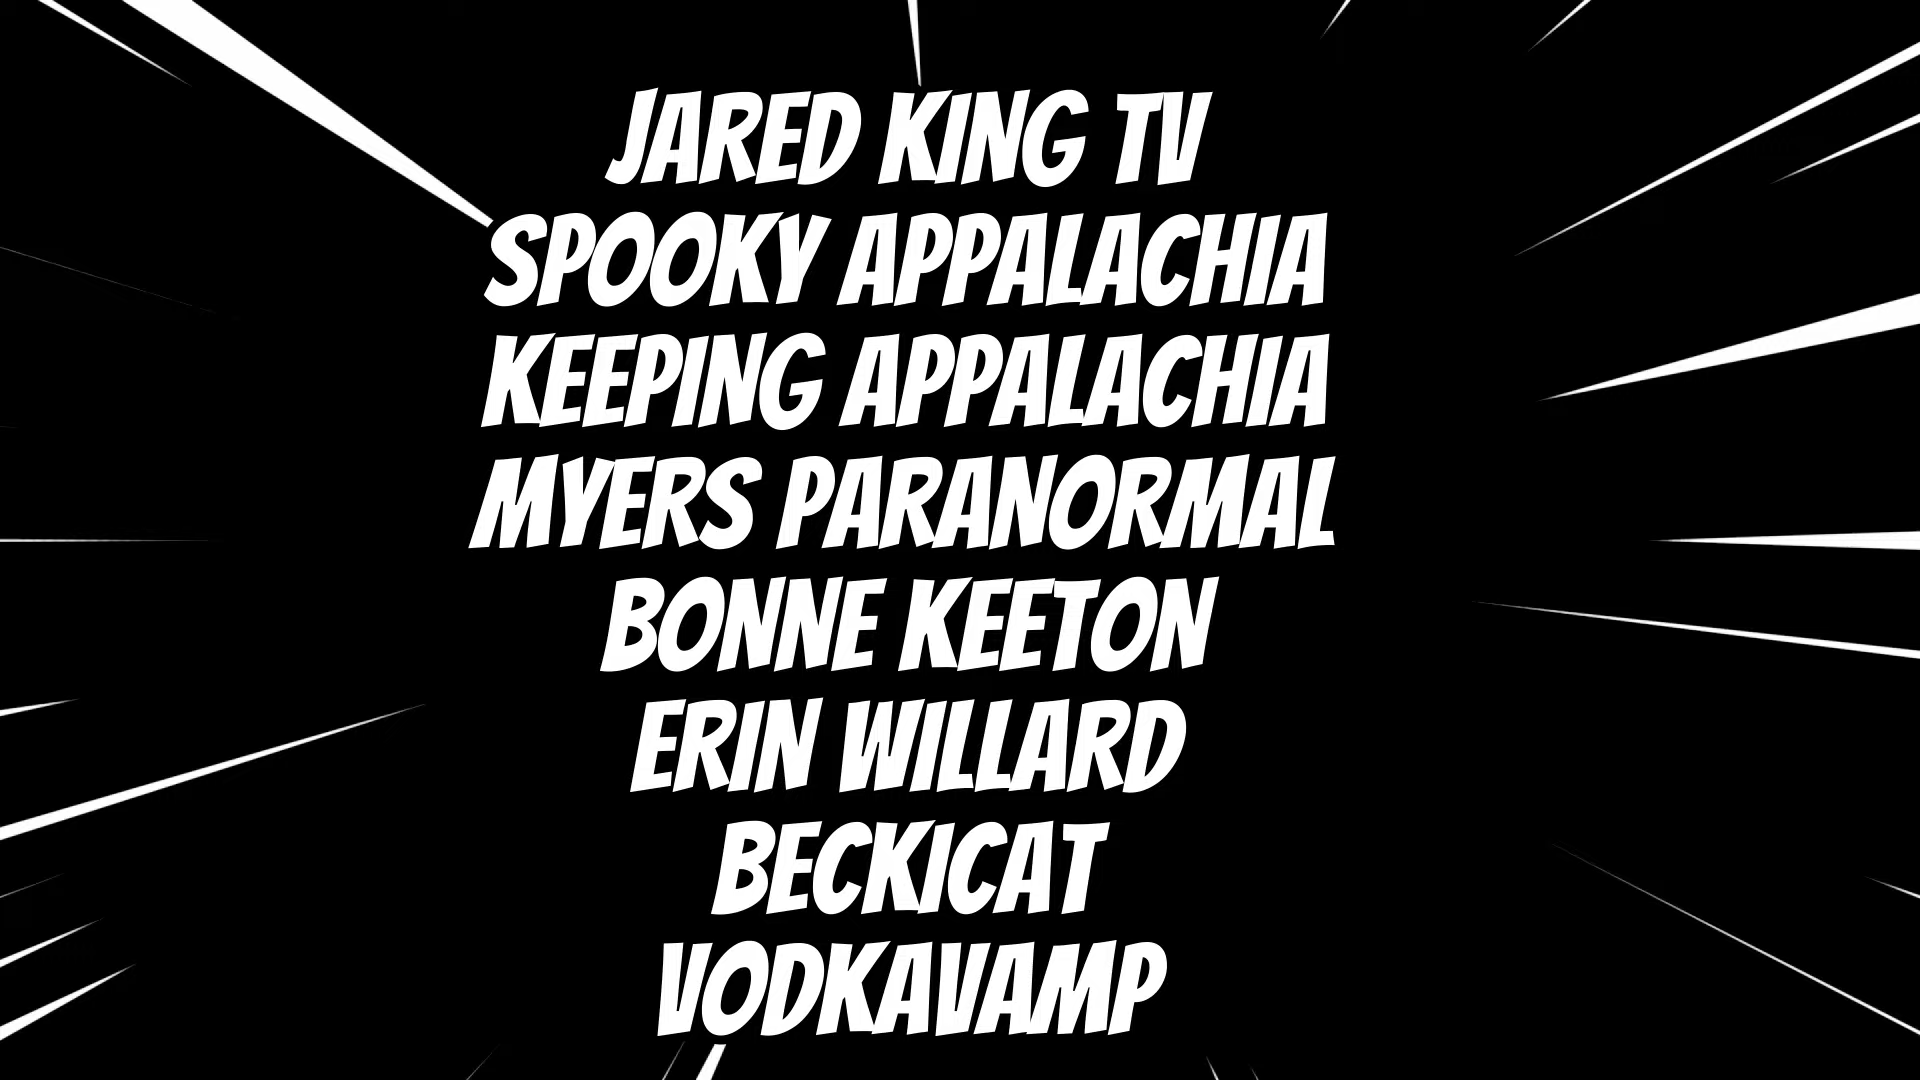 JARED KING TV
SPOOKY APPALACHIA
KEEPING APPALACHIA
MYERS PARANORMAL
BONNE KEETON
ERIN WILLARD
BECKICAT
VODKAVAMP